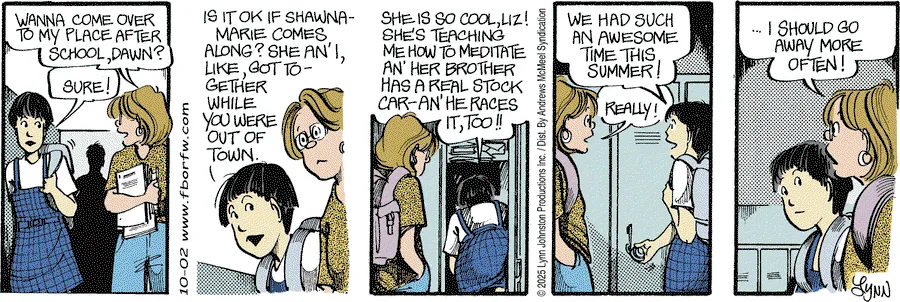 WANNA COME OVER
TO MY PLACE AFTER
SCHOOL, DAWN?
SURE!
10-02 www.fborfw.com
IS IT OK IF SHAWNA-
MARIE COMES
ALONG? SHE AN' I,
LIKE, GOT TO-
GETHER
WHILE
YOU WERE
OUT OF
TOWN.
SHE IS SO COOL, LIZ!
SHE'S TEACHING
ME HOW TO MEDITATE
AN' HER BROTHER
HAS A REAL STOCK
CAR-AN' HE RACES
IT, TOO!!
© 2025 Lynn Johnston Productions Inc. / Dist. By Andrews McMeel Syndication
WE HAD SUCH
AN AWESOME
TIME THIS
SUMMER!
REALLY!
... I SHOULD GO
AWAY MORE
OFTEN!
LYNN